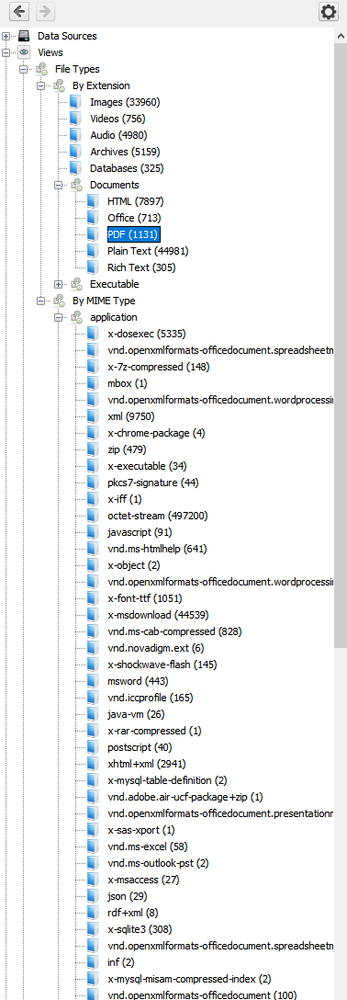 Data Sources
Views
File Types
By Extension
Images (33960)
Videos (756)
Audio (4980)
Archives (5159)
Databases (325)
Documents
HTML (7897)
Office (713)
PDF (1131)
Plain Text (44981)
Rich Text (305)
Executable
By MIME Type
application
x-dosexec (5335)
vnd.openxmlformats-officedocument.spreadsheetm
x-7z-compressed (148)
mbox (1)
vnd.openxmlformats-officedocument.wordprocessin
xml (9750)
x-chrome-package (4)
zip (479)
x-executable (34)
pkcs7-signature (44)
x-iff (1)
octet-stream (497200)
javascript (91)
vnd.ms-htmlhelp (641)
x-object (2)
vnd.openxmlformats-officedocument.wordprocessin
x-font-ttf (1051)
x-msdownload (44539)
vnd.ms-cab-compressed (828)
vnd.novadigm.ext (6)
x-shockwave-flash (145)
msword (443)
vnd.iccprofile (165)
java-vm (26)
x-rar-compressed (1)
postscript (40)
xhtml+xml (2941)
x-mysql-table-definition (2)
vnd.adobe.air-ucf-package+zip (1)
vnd.openxmlformats-officedocument.presentationm
x-sas-xport (1)
vnd.ms-excel (58)
vnd.ms-outlook-pst (2)
x-msaccess (27)
json (29)
rdf+xml (8)
x-sqlite3 (308)
vnd.openxmlformats-officedocument.spreadsheetm
inf (2)
x-mysql-misam-compressed-index (2)
vnd.openxmlformats-officedocument (100)